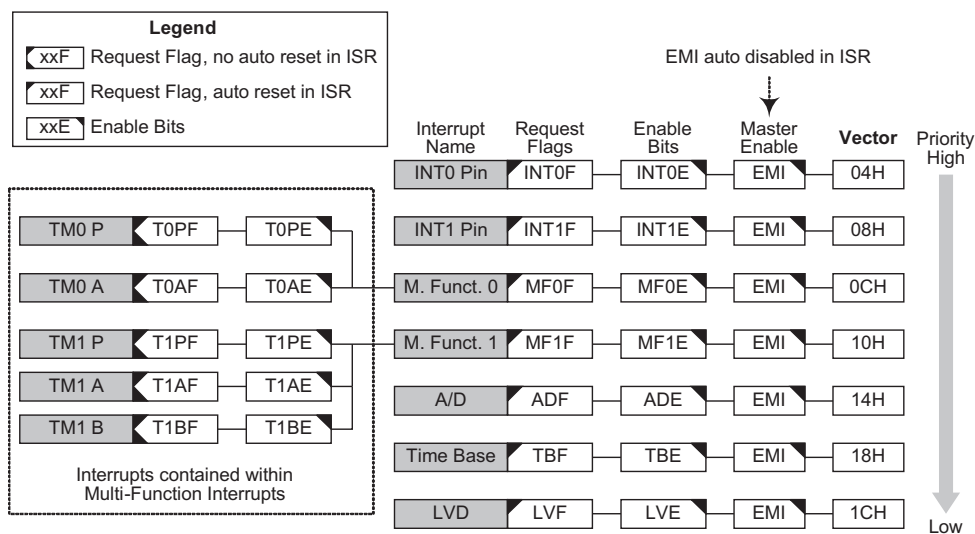 Legend
xxF Request Flag, no auto reset in ISR
xxF Request Flag, auto reset in ISR
xxE Enable Bits
EMI auto disabled in ISR
Interrupt Name Request Flags Enable Bits Master Enable Vector Priority High
INT0 Pin INT0F INT0E EMI 04H
TM0 P T0PF T0PE INT1 Pin INT1F INT1E EMI 08H
TM0 A T0AF T0AE M. Funct. 0 MF0F MF0E EMI 0CH
TM1 P T1PF T1PE M. Funct. 1 MF1F MF1E EMI 10H
TM1 A T1AF T1AE A/D ADF ADE EMI 14H
TM1 B T1BF T1BE
Time Base TBF TBE EMI 18H
Interrupts contained within
Multi-Function Interrupts
LVD LVF LVE EMI 1CH
Low